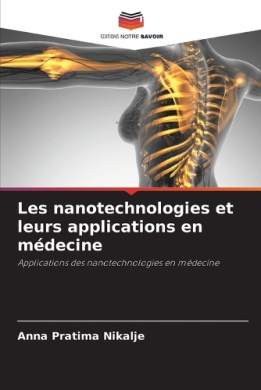 EDITIONS NOTRE SAVOIR
Les nanotechnologies et
leurs applications en
médecine
Applications des nanotechnologies en médecine
Anna Pratima Nikalje